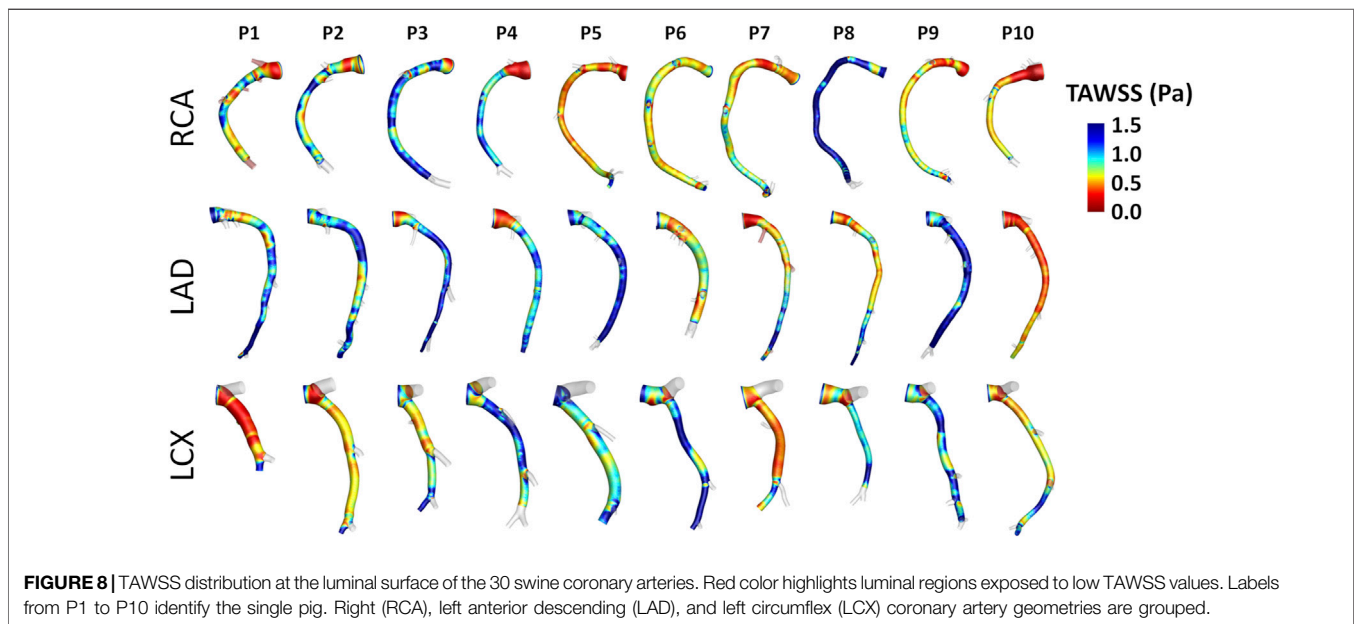 P1 P2 P3 P4 P5 P6 P7 P8 P9 P10
RCA
TAWSS (Pa)
1.5
1.0
0.5
0.0
LAD
LCX
FIGURE 8 | TAWSS distribution at the luminal surface of the 30 swine coronary arteries. Red color highlights luminal regions exposed to low TAWSS values. Labels
from P1 to P10 identify the single pig. Right (RCA), left anterior descending (LAD), and left circumflex (LCX) coronary artery geometries are grouped.